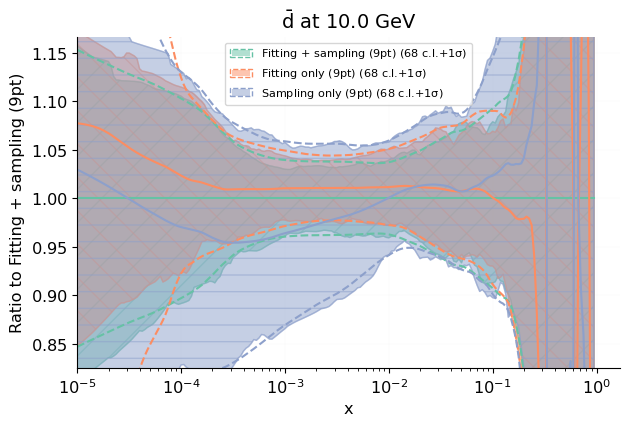 d̄ at 10.0 GeV
Fitting + sampling (9pt) (68 c.l.+1σ)
Fitting only (9pt) (68 c.l.+1σ)
Sampling only (9pt) (68 c.l.+1σ)
Ratio to Fitting + sampling (9pt)
1.15
1.10
1.05
1.00
0.95
0.90
0.85
10⁻⁵ 10⁻⁴ 10⁻³ 10⁻² 10⁻¹ 10⁰
x